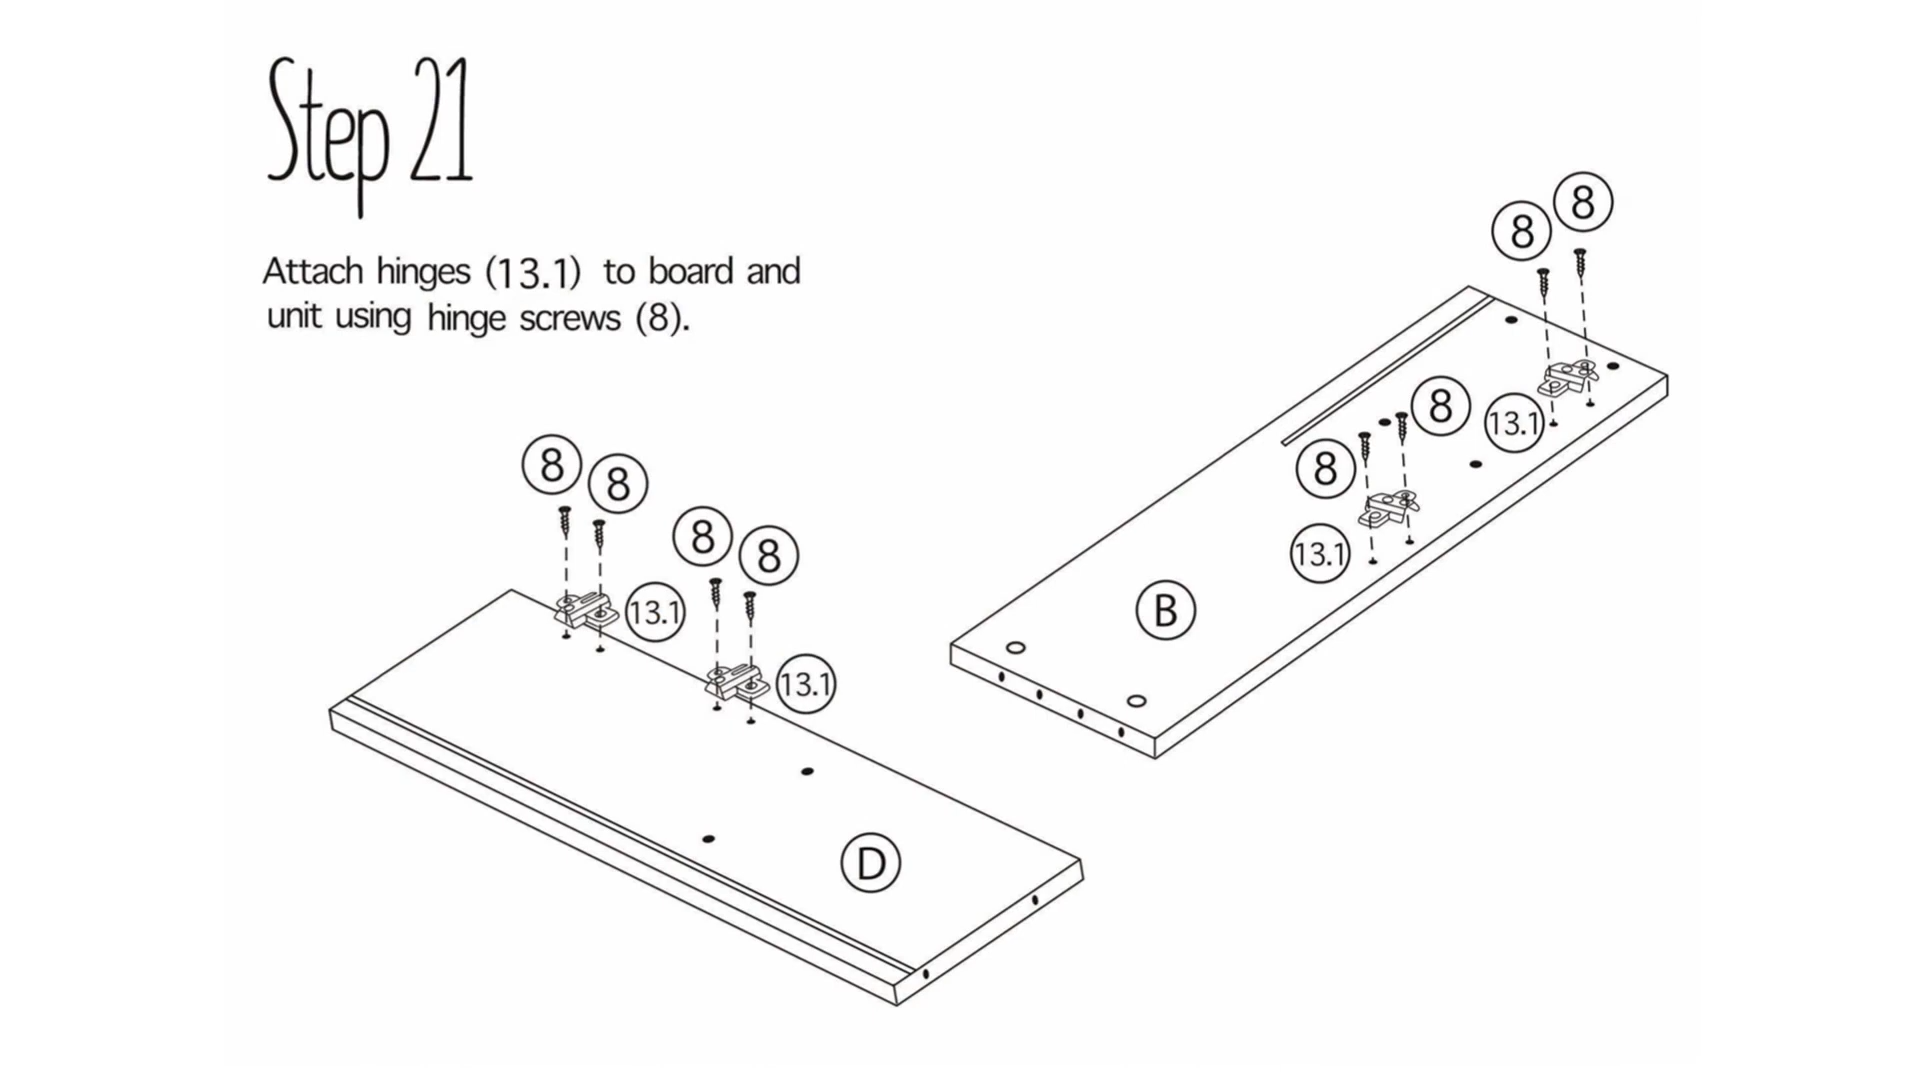 Step 21
Attach hinges (13.1) to board and
unit using hinge screws (8).
8
8
8
8
13.1
13.1
B
8
8
8
8
13.1
13.1
D